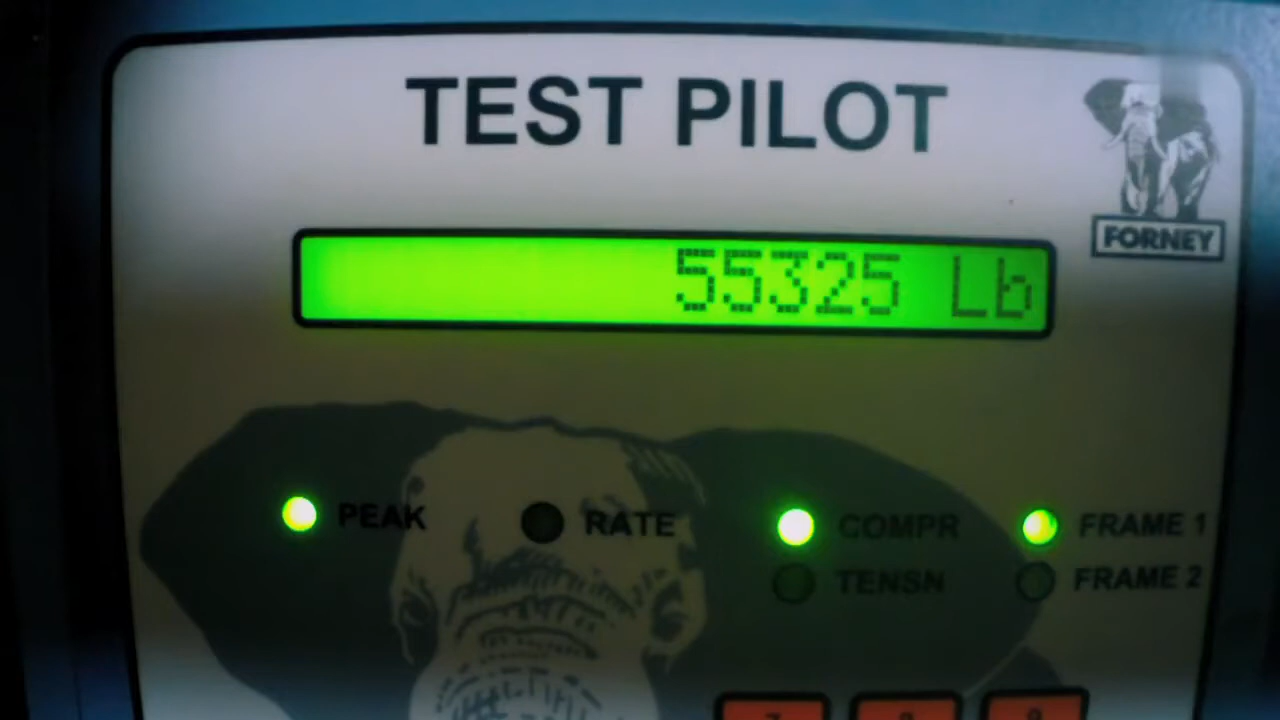 TEST PILOT
FORNEY
55325 Lb
PEAK RATE COMPR FRAME 1
TENSN FRAME 2